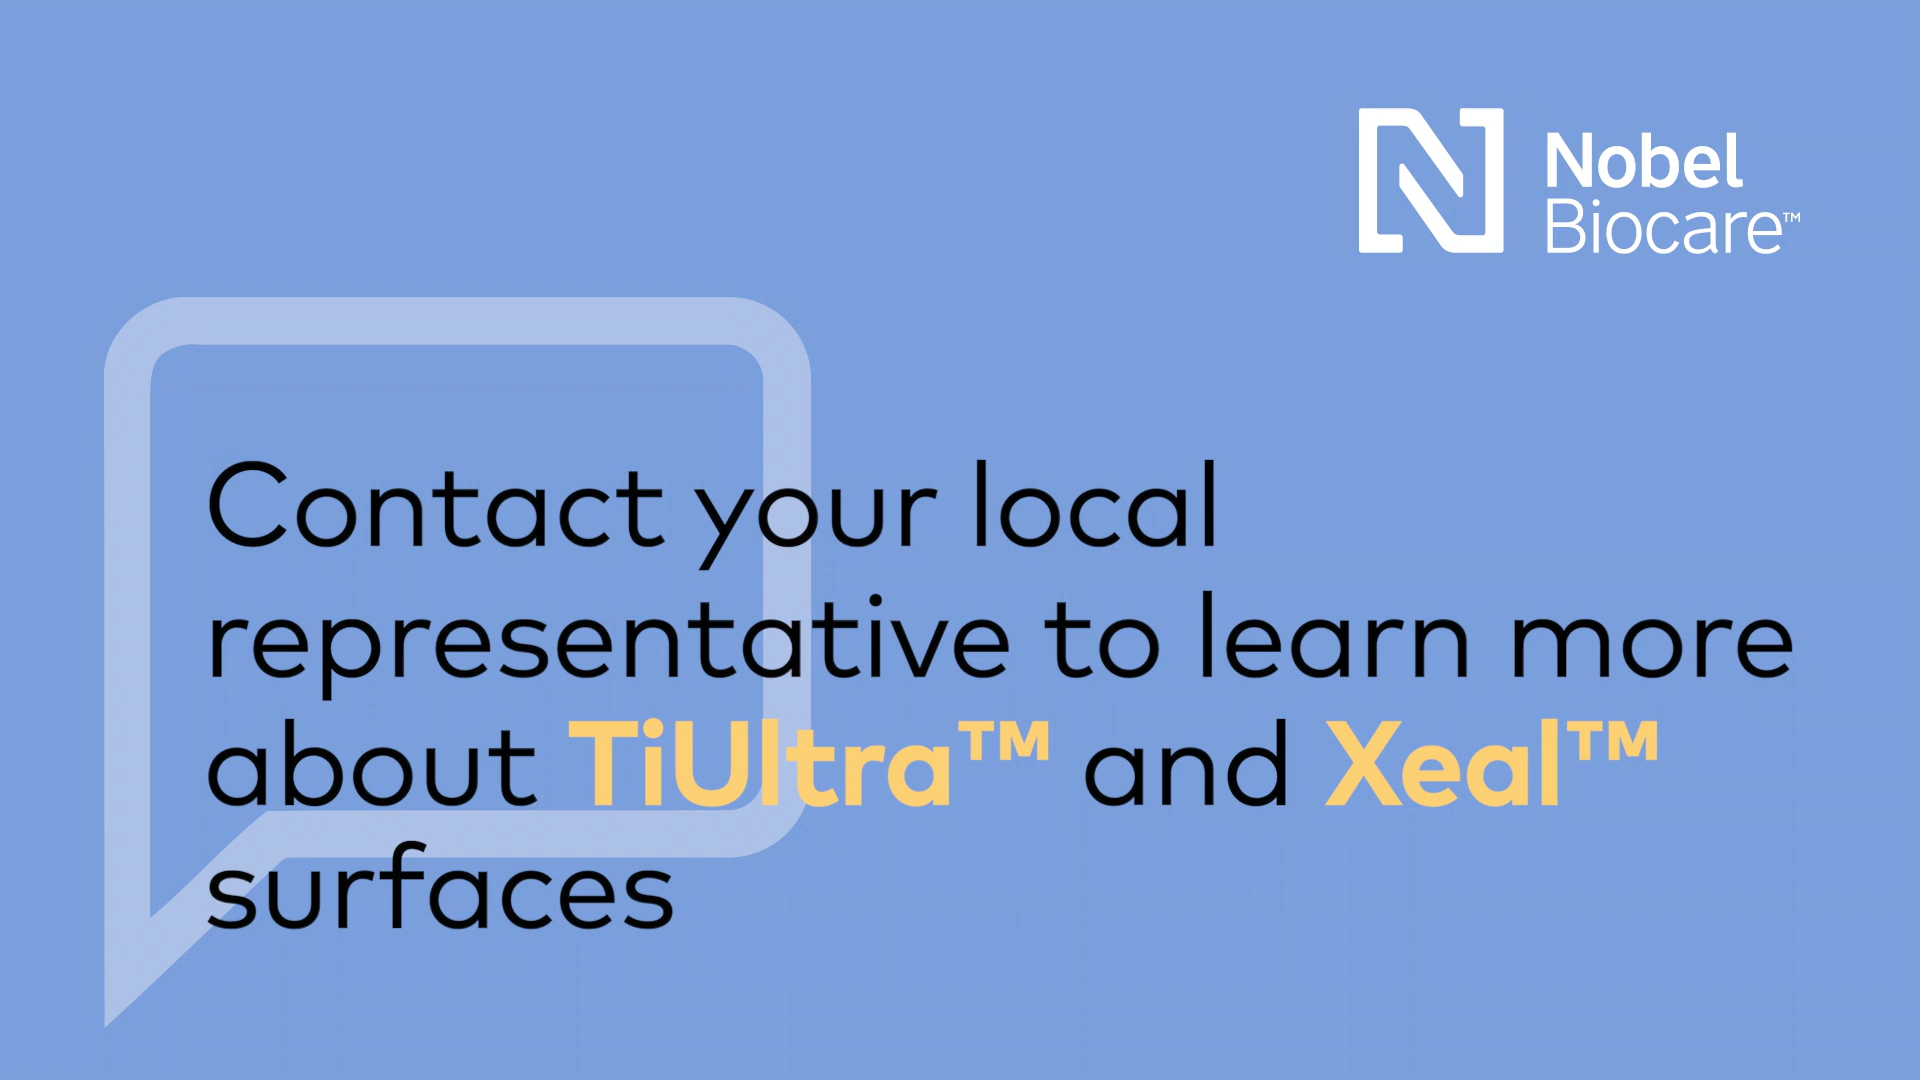 Nobel
Biocare™
Contact your local
representative to learn more
about TiUltra™ and Xeal™
surfaces